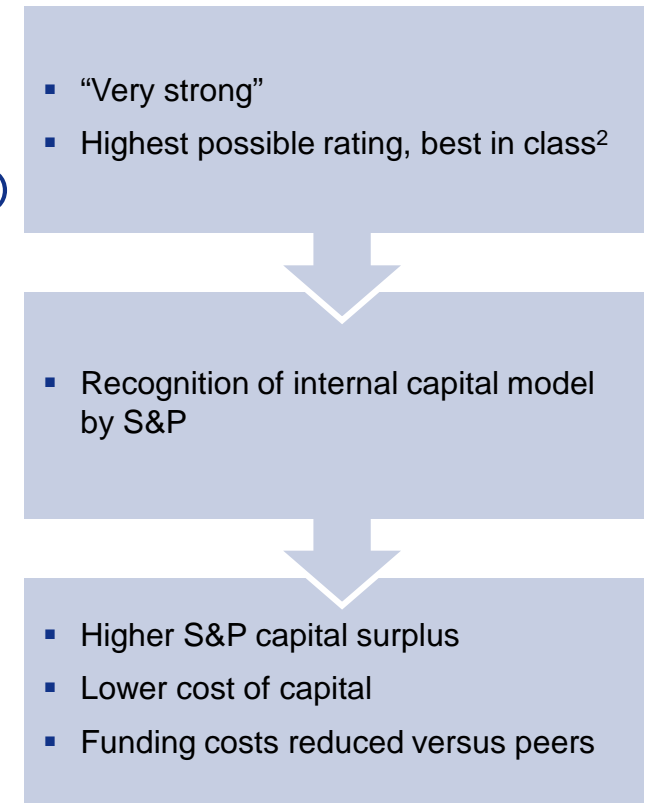 ▪ “Very strong”
▪ Highest possible rating, best in class²
▪ Recognition of internal capital model
by S&P
▪ Higher S&P capital surplus
▪ Lower cost of capital
▪ Funding costs reduced versus peers